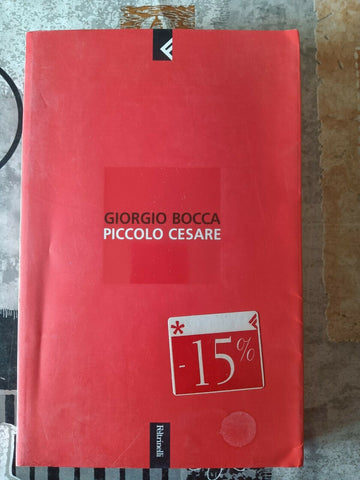 GIORGIO BOCCA
PICCOLO CESARE
* -15%
Feltrinelli